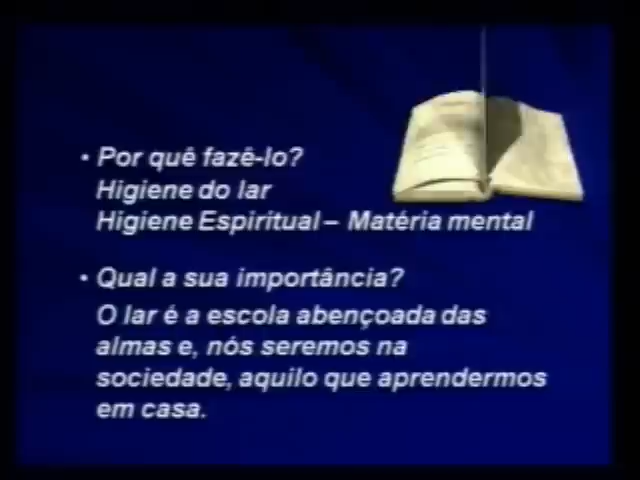 • Por quê fazê-lo?
Higiene do lar
Higiene Espiritual – Matéria mental
• Qual a sua importância?
O lar é a escola abençoada das
almas e, nós seremos na
sociedade, aquilo que aprendermos
em casa.